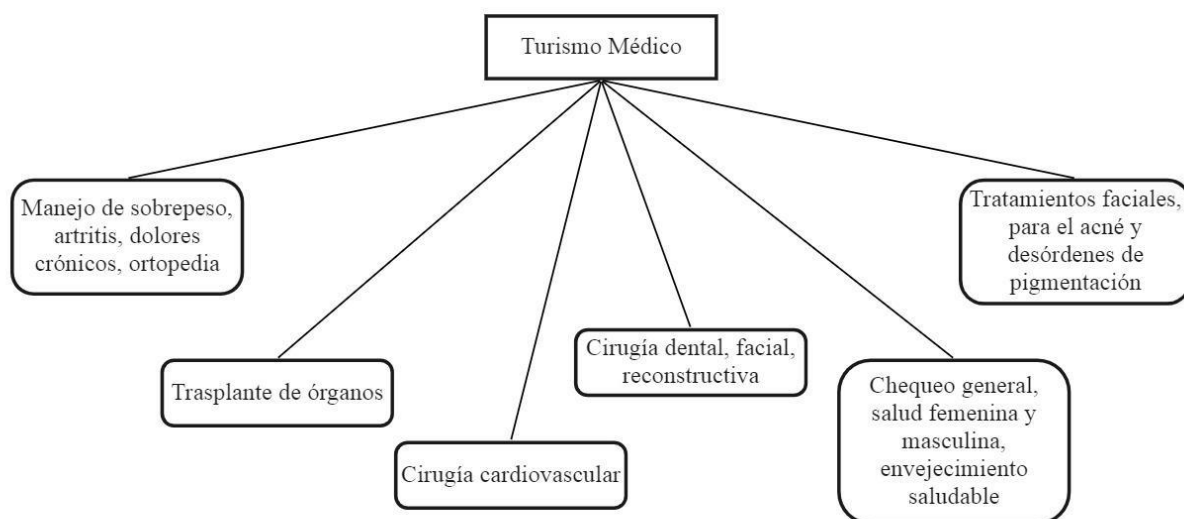 Turismo Médico
Manejo de sobrepeso,
artritis, dolores
crónicos, ortopedia
Trasplante de órganos
Cirugía cardiovascular
Cirugía dental, facial,
reconstructiva
Chequeo general,
salud femenina y
masculina,
envejecimiento
saludable
Tratamientos faciales,
para el acné y
desórdenes de
pigmentación